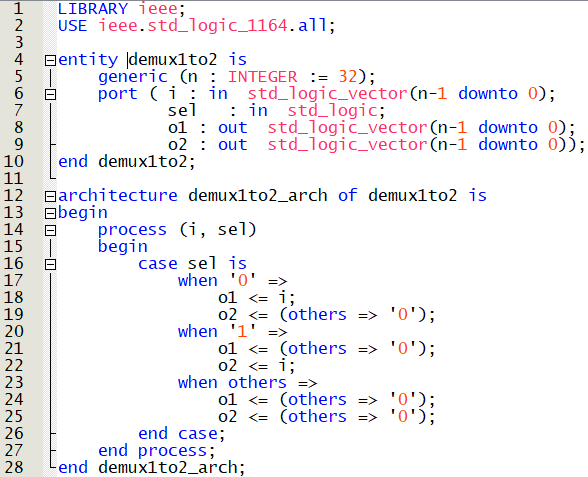 1 LIBRARY ieee;
2 USE ieee.std_logic_1164.all;
3
4 entity demux1to2 is
5     generic (n : INTEGER := 32);
6     port ( i : in  std_logic_vector(n-1 downto 0);
7            sel   : in  std_logic;
8            o1 : out  std_logic_vector(n-1 downto 0);
9            o2 : out  std_logic_vector(n-1 downto 0));
10 end demux1to2;
11
12 architecture demux1to2_arch of demux1to2 is
13 begin
14     process (i, sel)
15     begin
16         case sel is
17             when '0' =>
18                 o1 <= i;
19                 o2 <= (others => '0');
20             when '1' =>
21                 o1 <= (others => '0');
22                 o2 <= i;
23             when others =>
24                 o1 <= (others => '0');
25                 o2 <= (others => '0');
26         end case;
27     end process;
28 end demux1to2_arch;